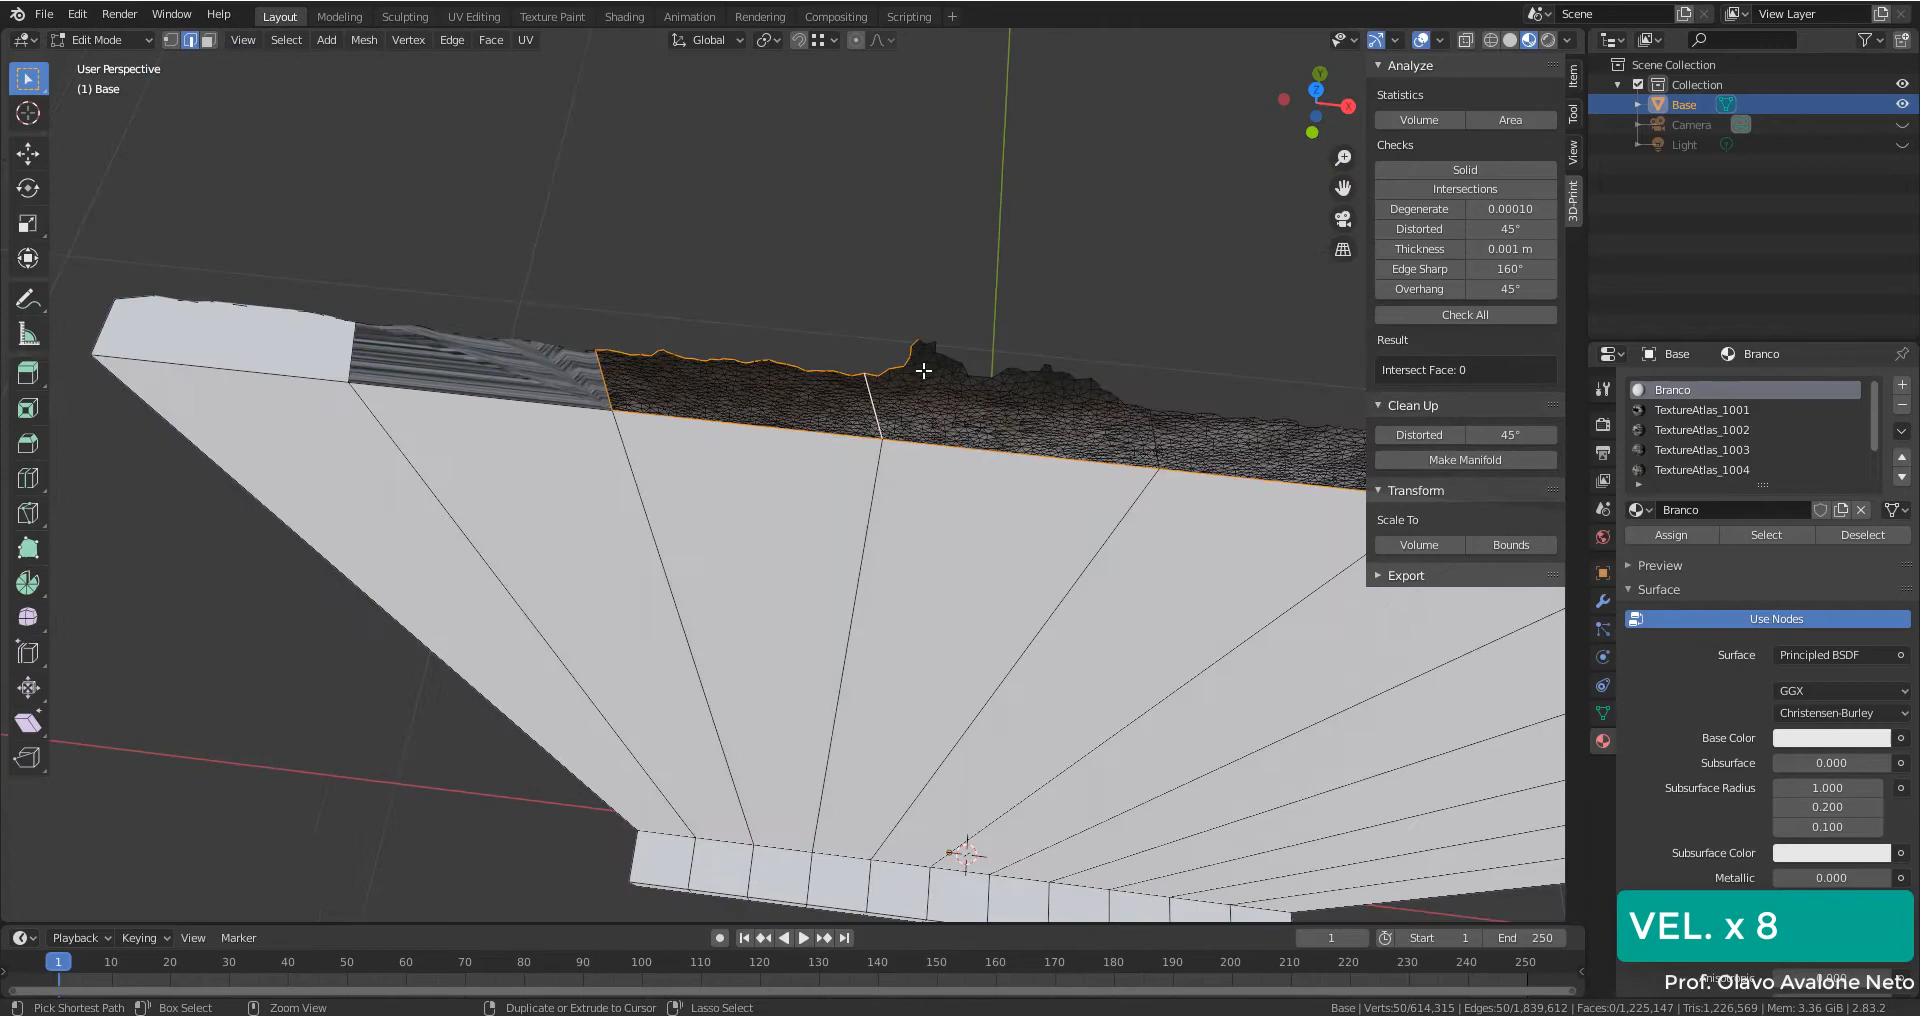 File Edit Render Window Help Layout Modeling Sculpting UV Editing Texture Paint Shading Animation Rendering Compositing Scripting + Scene View Layer
Edit Mode View Select Add Mesh Vertex Edge Face UV Global
User Perspective
(1) Base
Analyze
Statistics
Volume Area
Checks
Solid
Intersections
Degenerate 0.00010
Distorted 45°
Thickness 0.001 m
Edge Sharp 160°
Overhang 45°
Check All
Result
Intersect Face: 0
Clean Up
Distorted 45°
Make Manifold
Transform
Scale To
Volume Bounds
Export
Item
Tool
View
3D-Print
Y
Z
X
Scene Collection
Collection
Base
Camera
Light
Base Branco
Branco
TextureAtlas_1001
TextureAtlas_1002
TextureAtlas_1003
TextureAtlas_1004
Branco
Assign Select Deselect
Preview
Surface
Use Nodes
Surface Principled BSDF
GGX
Christensen-Burley
Base Color
Subsurface 0.000
Subsurface Radius 1.000
0.200
0.100
Subsurface Color
Metallic 0.000
VEL. x 8
Prof. Olavo Avalone Neto
Playback Keying View Marker 1 Start 1 End 250
1 10 20 30 40 50 60 70 80 90 100 110 120 130 140 150 160 170 180 190 200 210 220 230 240 250
Pick Shortest Path Box Select Zoom View Duplicate or Extrude to Cursor Lasso Select Base | Verts:50/614,315 | Edges:50/1,839,612 | Faces:0/1,225,147 | Tris:1,226,569 | Mem: 3.36 GiB | 2.83.2